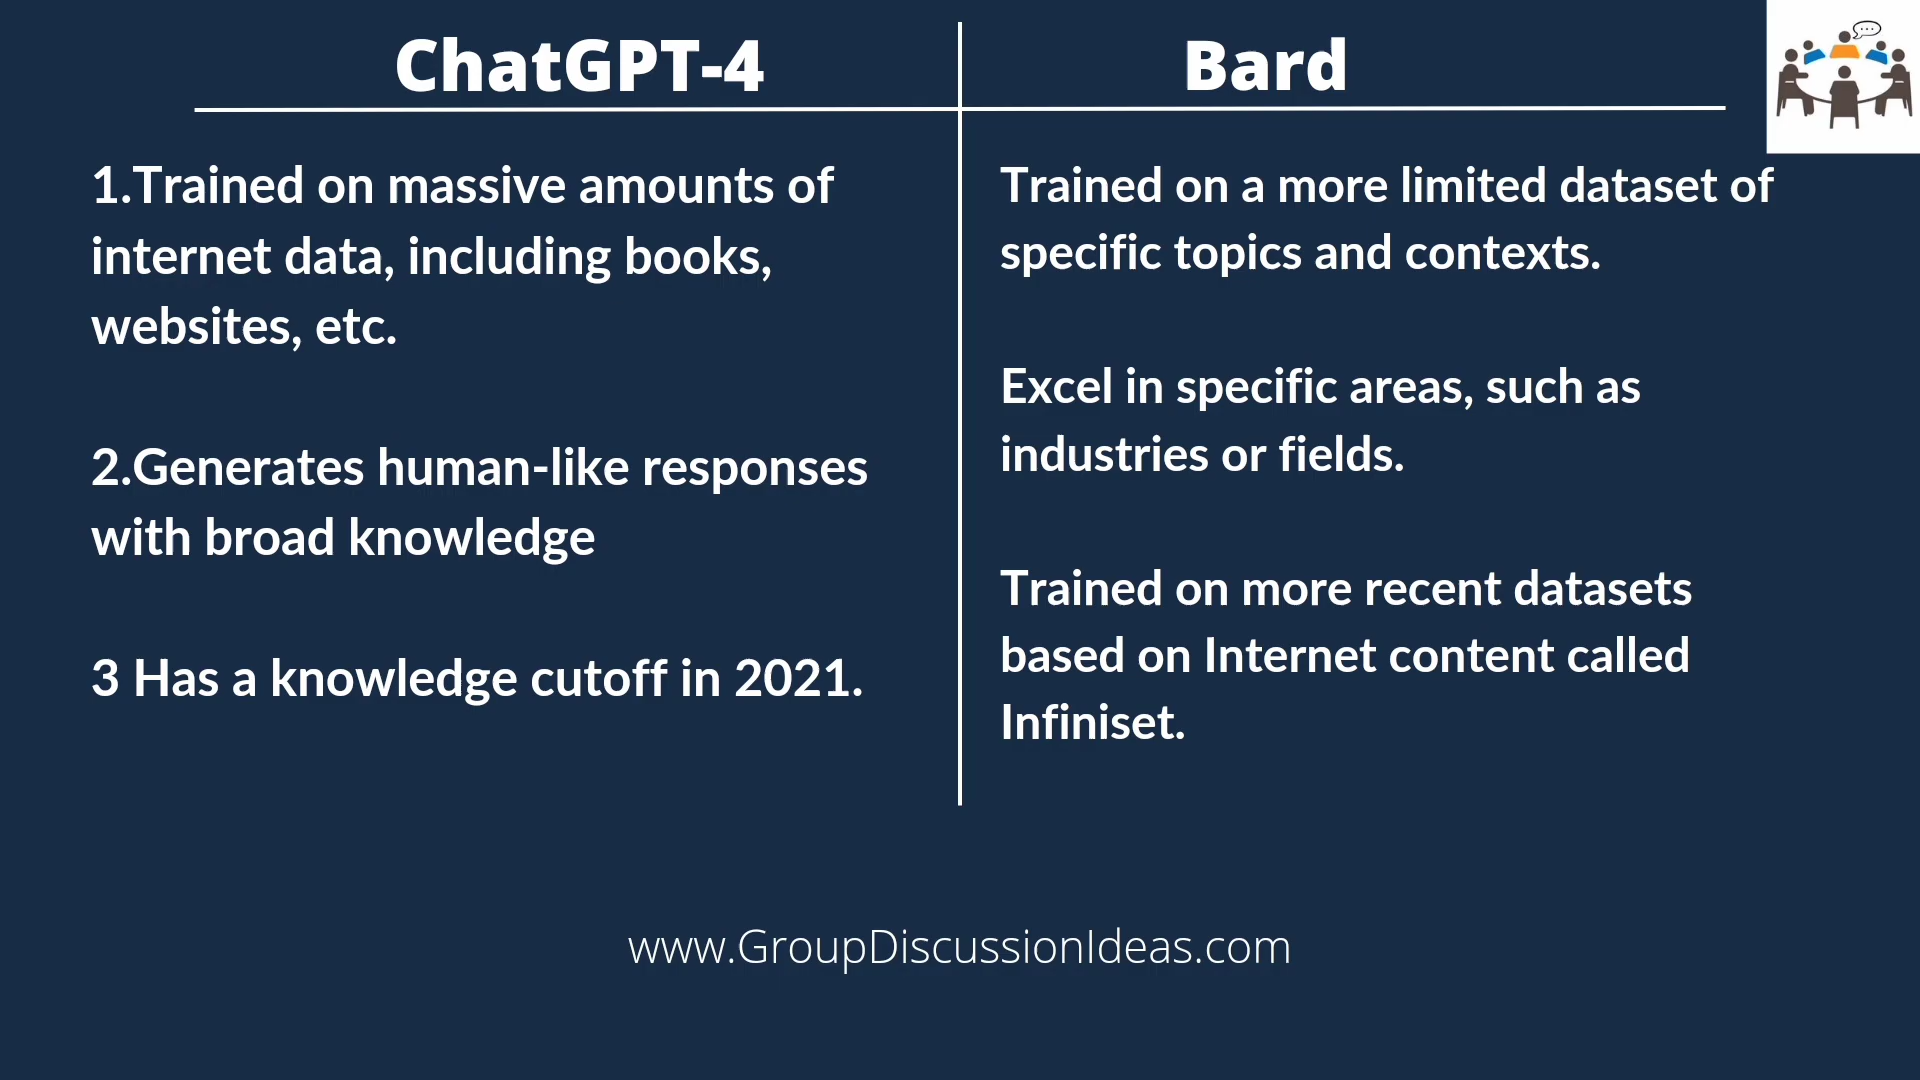 ChatGPT-4
Bard
1.Trained on massive amounts of
internet data, including books,
websites, etc.
2.Generates human-like responses
with broad knowledge
3 Has a knowledge cutoff in 2021.
Trained on a more limited dataset of
specific topics and contexts.
Excel in specific areas, such as
industries or fields.
Trained on more recent datasets
based on Internet content called
Infiniset.
www.GroupDiscussionIdeas.com